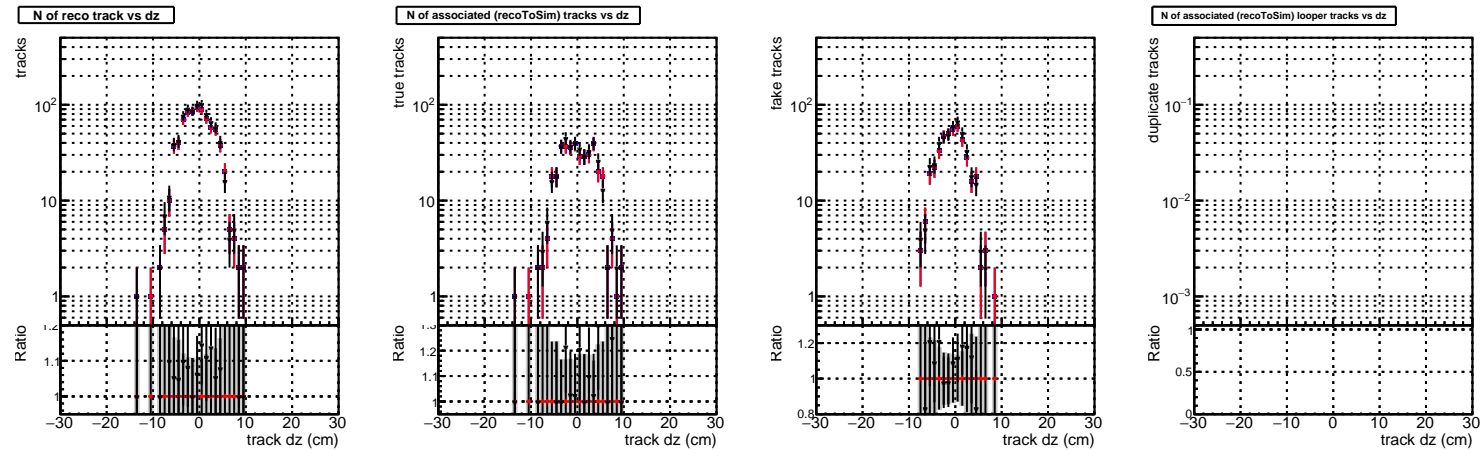 N of reco track vs dz
tracks
10²
10
1
Ratio
1.2
1.1
1
−30 −20 −10 0 10 20 30
track dz (cm)
N of associated (recoToSim) tracks vs dz
true tracks
10²
10
1
Ratio
1.3
1.2
1.1
1
−30 −20 −10 0 10 20 30
track dz (cm)
fake tracks
10²
10
1
Ratio
1.2
1
0.8
−30 −20 −10 0 10 20 30
track dz (cm)
N of associated (recoToSim) looper tracks vs dz
duplicate tracks
10⁻¹
10⁻²
10⁻³
Ratio
1
0.5
0
−30 −20 −10 0 10 20 30
track dz (cm)